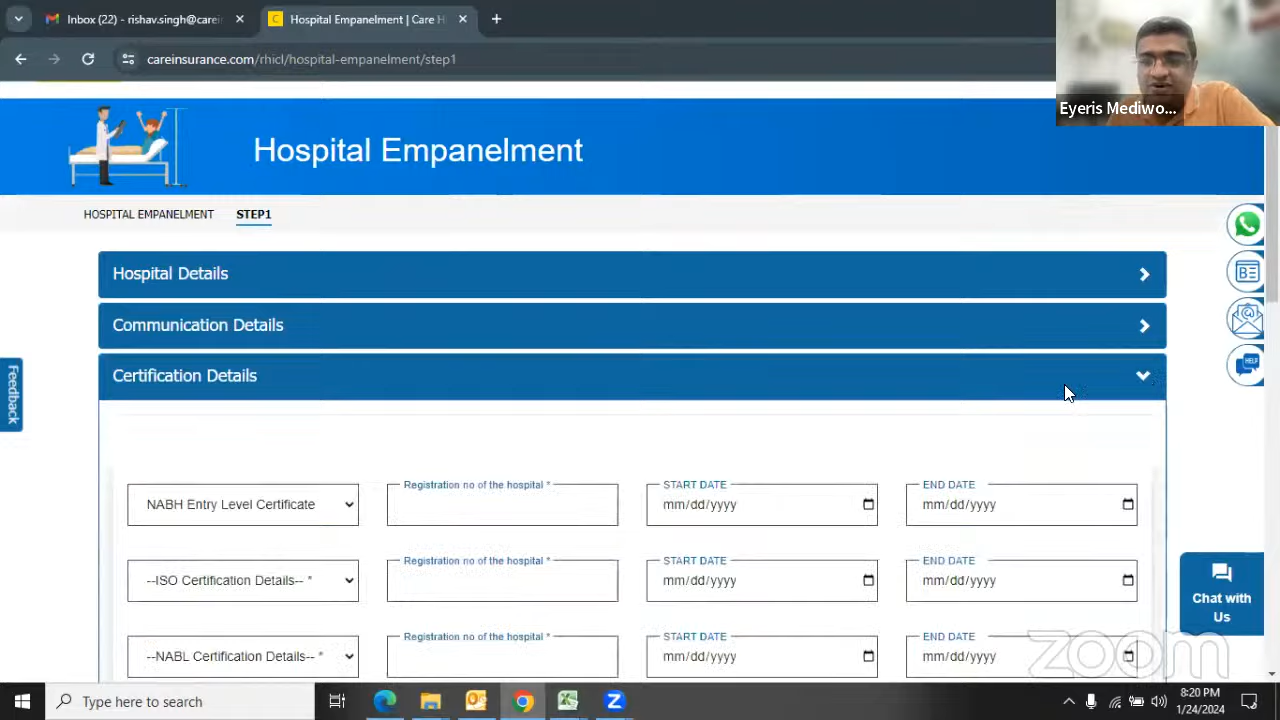 Inbox (22) - rishav.singh@carei
Hospital Empanelment | Care H
careinsurance.com/rhicl/hospital-empanelment/step1
Eyeris Mediwo...
Hospital Empanelment
HOSPITAL EMPANELMENT
STEP1
Hospital Details
Communication Details
Certification Details
Feedback
NABH Entry Level Certificate
Registration no of the hospital *
START DATE
mm/dd/yyyy
END DATE
mm/dd/yyyy
--ISO Certification Details-- *
Registration no of the hospital *
START DATE
mm/dd/yyyy
END DATE
mm/dd/yyyy
--NABL Certification Details-- *
Registration no of the hospital *
START DATE
mm/dd/yyyy
END DATE
mm/dd/yyyy
HELP
Chat with
Us
zoom
Type here to search
8:20 PM
1/24/2024